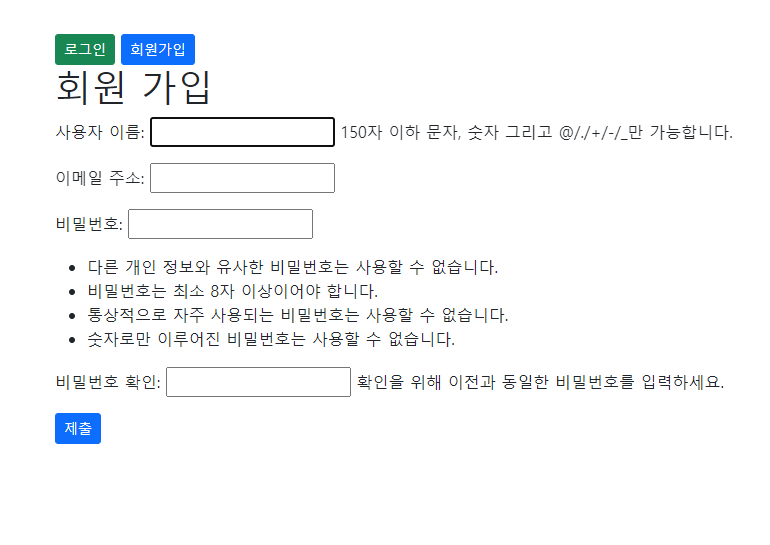 로그인 회원가입
회원 가입
사용자 이름: 150자 이하 문자, 숫자 그리고 @/./+/-/_만 가능합니다.
이메일 주소:
비밀번호:
• 다른 개인 정보와 유사한 비밀번호는 사용할 수 없습니다.
• 비밀번호는 최소 8자 이상이어야 합니다.
• 통상적으로 자주 사용되는 비밀번호는 사용할 수 없습니다.
• 숫자로만 이루어진 비밀번호는 사용할 수 없습니다.
비밀번호 확인: 확인을 위해 이전과 동일한 비밀번호를 입력하세요.
제출